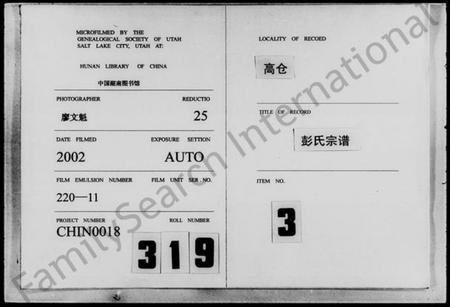 MICROFILMED BY THE
GENEALOGICAL SOCIETY OF UTAH
SALT LAKE CITY, UTAH AT:
HUNAN LIBRARY OF CHINA
中国湖南图书馆
PHOTOGRAPHER REDUCTIO
廖文魁 25
DATE FILMED EXPOSURE SETTION
2002 AUTO
FILM EMULSION NUMBER FILM UNIT SER NO.
220—11
PROJECT NUMBER ROLL NUMBER
CHIN0018 319
LOCALITY OF RECOED
高仓
TITLE OF RECORD
彭氏宗谱
ITEM NO.
3
FamilySearch International